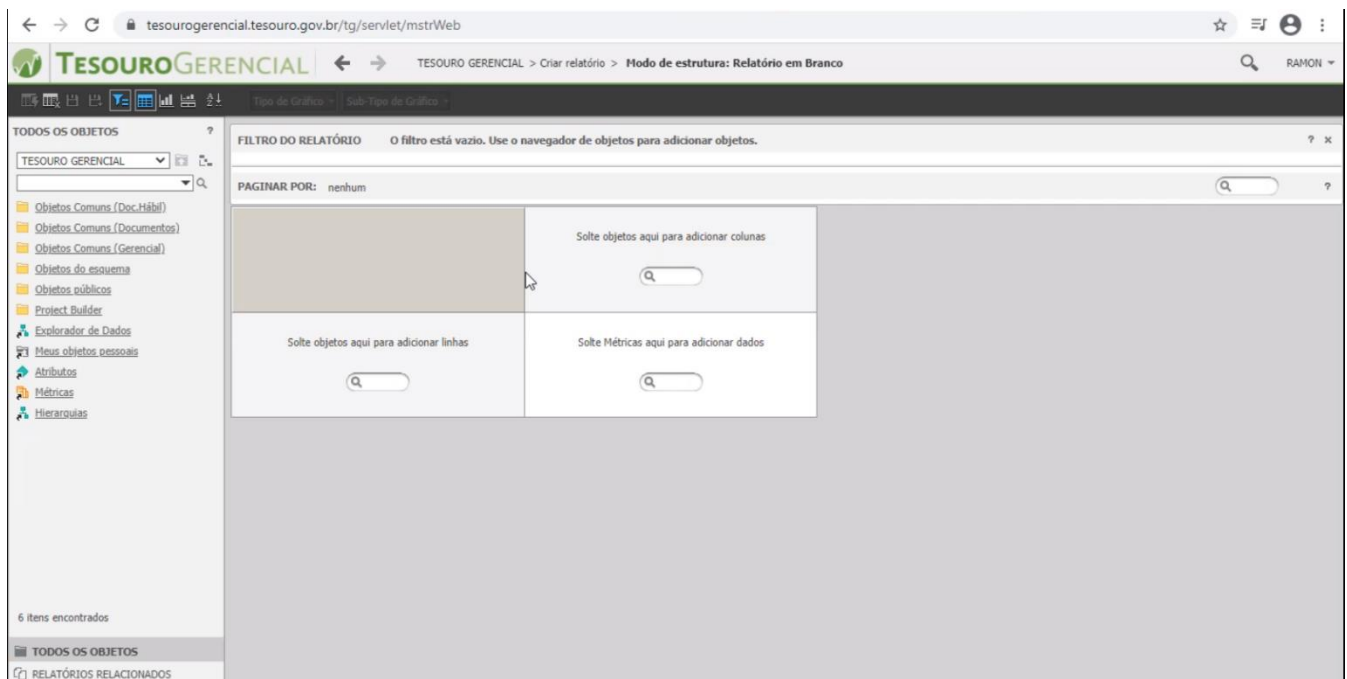 tesourogerencial.tesouro.gov.br/tg/servlet/mstrWeb
TESOUROGERENCIAL
TESOURO GERENCIAL > Criar relatório > Modo de estrutura: Relatório em Branco
RAMON
Tipo de Gráfico
Sub-Tipo de Gráfico
TODOS OS OBJETOS ?
TESOURO GERENCIAL
Objetos Comuns (Doc.Hábil)
Objetos Comuns (Documentos)
Objetos Comuns (Gerencial)
Objetos do esquema
Objetos públicos
Project Builder
Explorador de Dados
Meus objetos pessoais
Atributos
Métricas
Hierarquias
6 itens encontrados
TODOS OS OBJETOS
RELATÓRIOS RELACIONADOS
FILTRO DO RELATÓRIO O filtro está vazio. Use o navegador de objetos para adicionar objetos. ? x
PAGINAR POR: nenhum ?
Solte objetos aqui para adicionar colunas
Solte objetos aqui para adicionar linhas
Solte Métricas aqui para adicionar dados